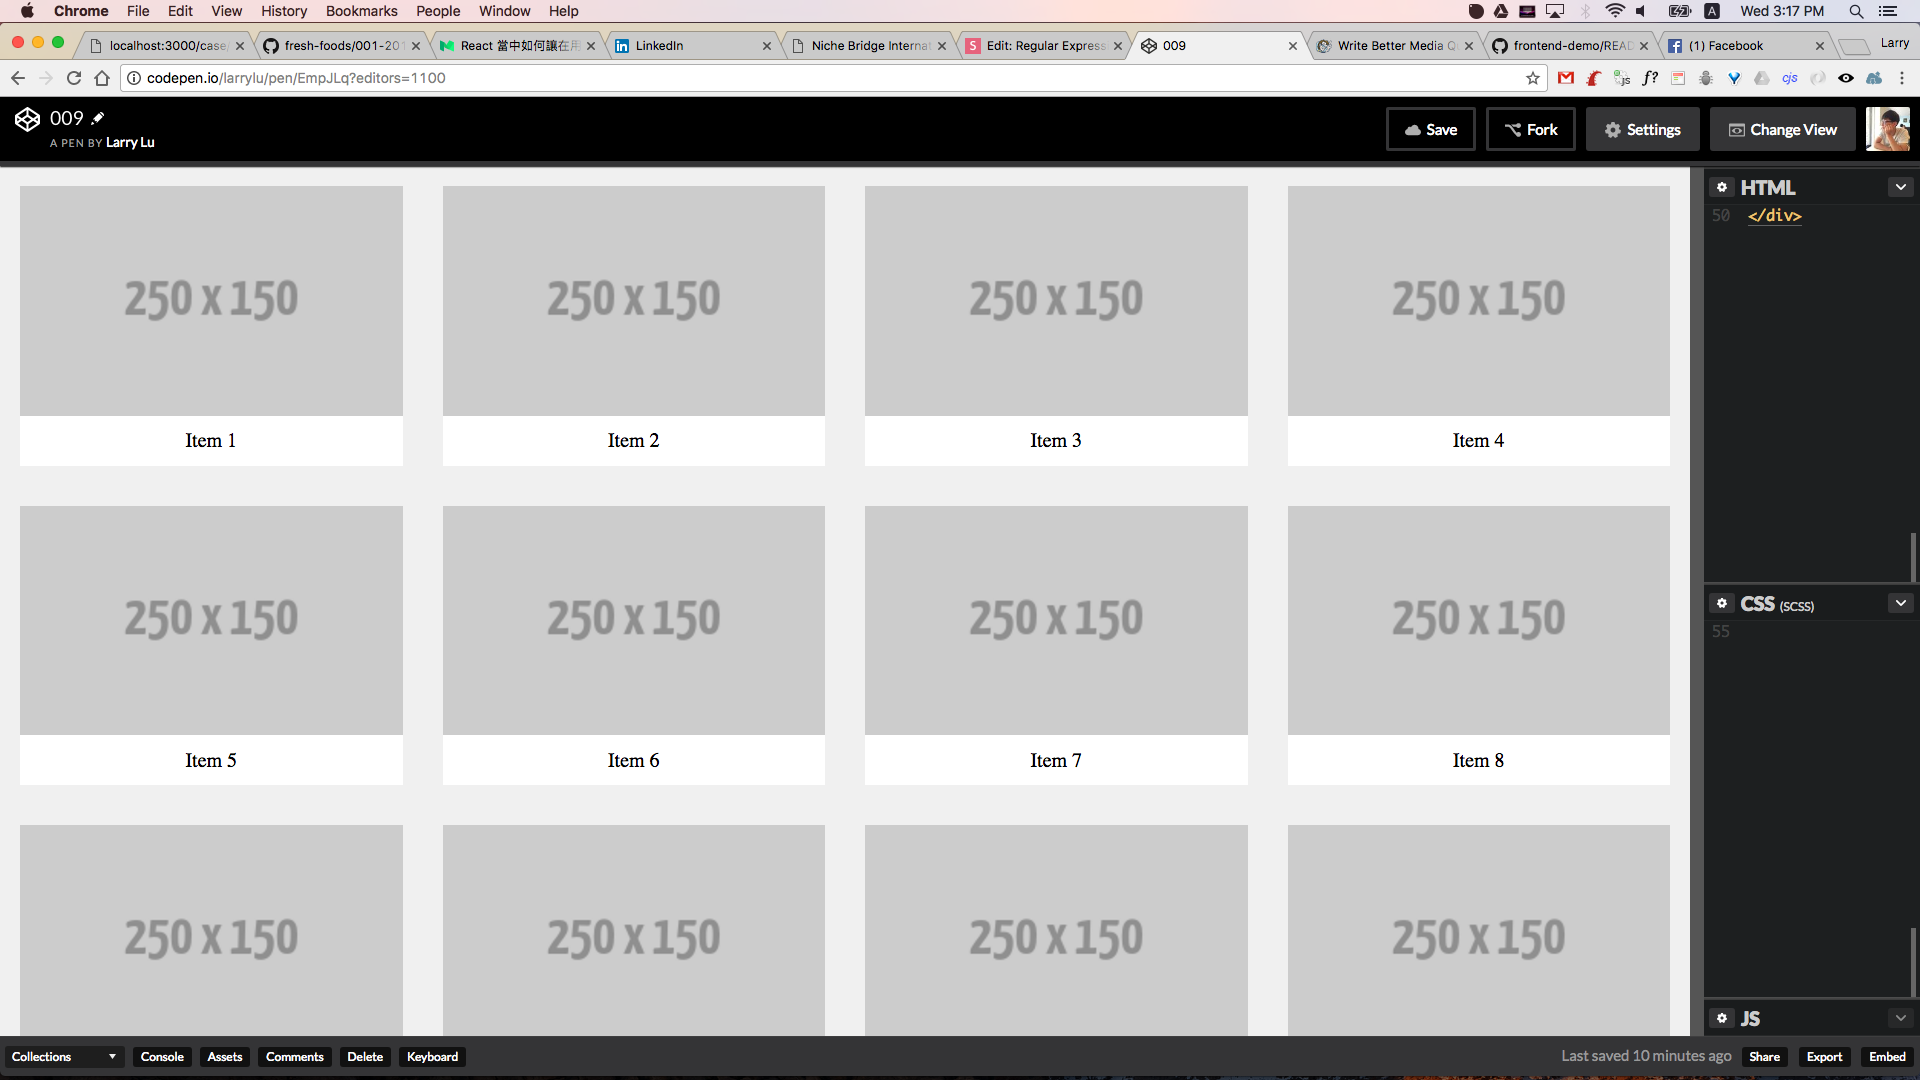 Chrome File Edit View History Bookmarks People Window Help A Wed 3:17 PM
localhost:3000/case/ fresh-foods/001-201 React 當中如何讓在用 LinkedIn Niche Bridge Internat S Edit: Regular Express 009 Write Better Media Qu frontend-demo/READ (1) Facebook Larry
codepen.io/larrylu/pen/EmpJLq?editors=1100 js f? cjs
009
A PEN BY Larry Lu
Save Fork Settings Change View
HTML
50 </div>
250 x 150 250 x 150 250 x 150 250 x 150
Item 1 Item 2 Item 3 Item 4
250 x 150 250 x 150 250 x 150 250 x 150
CSS (SCSS)
55
Item 5 Item 6 Item 7 Item 8
250 x 150 250 x 150 250 x 150 250 x 150
JS
Collections Console Assets Comments Delete Keyboard Last saved 10 minutes ago Share Export Embed